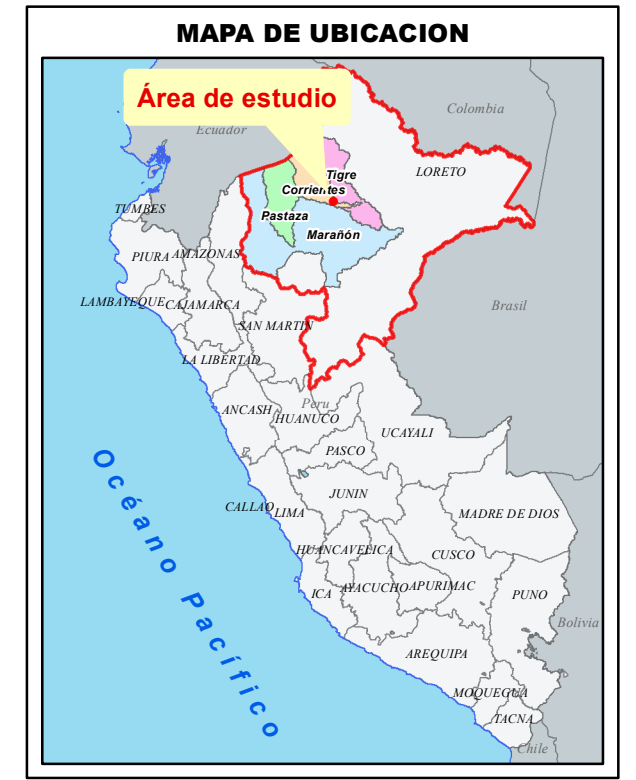 MAPA DE UBICACION
Área de estudio
Colombia
Ecuador
LORETO
Tigre
Corrientes
Pastaza
Marañón
TUMBES
PIURA
AMAZONAS
LAMBAYEQUE
CAJAMARCA
Brasil
SAN MARTIN
LA LIBERTAD
Peru
ANCASH
HUANUCO
UCAYALI
PASCO
JUNIN
CALLAO
LIMA
MADRE DE DIOS
HUANCAVELICA
CUSCO
ICA
AYACUCHO
APURIMAC
PUNO
Bolivia
AREQUIPA
MOQUEGUA
TACNA
Chile
Océano Pacífico